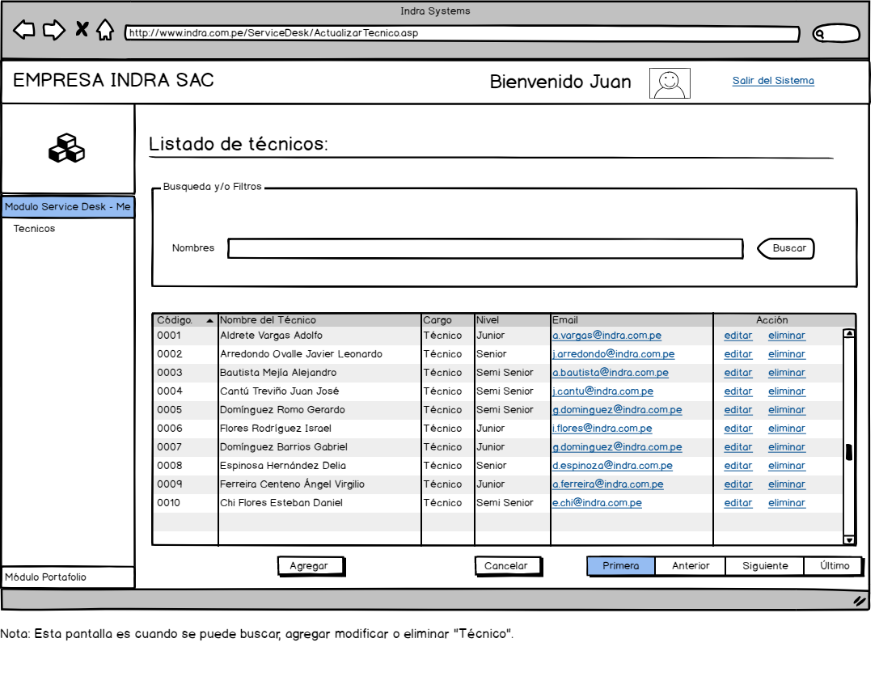 Indra Systems
http://www.indra.com.pe/ServiceDesk/ActualizarTecnico.asp
EMPRESA INDRA SAC Bienvenido Juan Salir del Sistema
Listado de técnicos:
Busqueda y/o Filtros
Modulo Service Desk - Me
Tecnicos
Nombres Buscar
Código. Nombre del Técnico Cargo Nivel Email Acción
0001 Aldrete Vargas Adolfo Técnico Junior a.vargas@indra.com.pe editar eliminar
0002 Arredondo Ovalle Javier Leonardo Técnico Senior j.arredondo@indra.com.pe editar eliminar
0003 Bautista Mejía Alejandro Técnico Semi Senior a.bautista@indra.com.pe editar eliminar
0004 Cantú Treviño Juan José Técnico Semi Senior j.cantu@indra.com.pe editar eliminar
0005 Domínguez Romo Gerardo Técnico Semi Senior g.dominguez@indra.com.pe editar eliminar
0006 Flores Rodríguez Israel Técnico Junior i.flores@indra.com.pe editar eliminar
0007 Domínguez Barrios Gabriel Técnico Junior g.dominguez@indra.com.pe editar eliminar
0008 Espinosa Hernández Delia Técnico Senior d.espinoza@indra.com.pe editar eliminar
0009 Ferreira Centeno Ángel Virgilio Técnico Junior a.ferreira@indra.com.pe editar eliminar
0010 Chi Flores Esteban Daniel Técnico Semi Senior e.chi@indra.com.pe editar eliminar
Agregar Cancelar Primera Anterior Siguiente Último
Módulo Portafolio
Nota: Esta pantalla es cuando se puede buscar, agregar modificar o eliminar "Técnico".